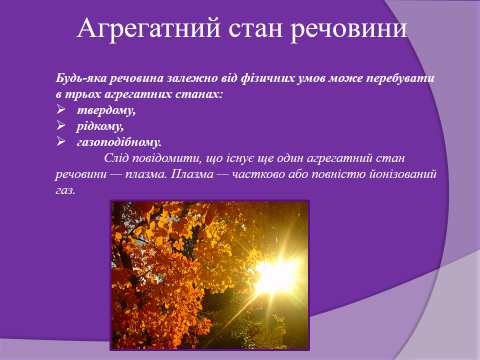 Агрегатний стан речовини
Будь-яка речовина залежно від фізичних умов може перебувати
в трьох агрегатних станах:
➢ твердому,
➢ рідкому,
➢ газоподібному.
Слід повідомити, що існує ще один агрегатний стан
речовини — плазма. Плазма — частково або повністю йонізований
газ.